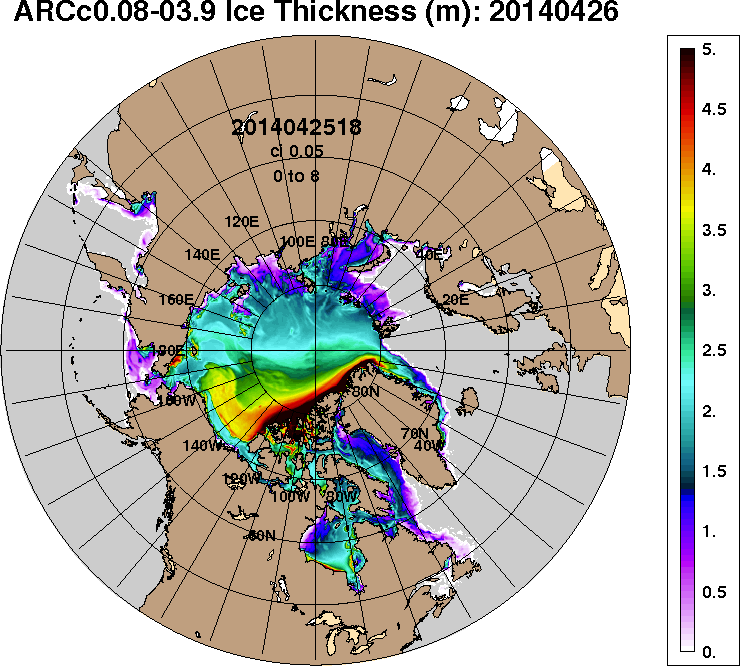 ARCc0.08-03.9 Ice Thickness (m): 20140426
5.
4.5
4.
3.5
3.
2.5
2.
1.5
1.
0.5
0.
2014042518
ci 0.05
0 to 8
120E
100E
80E
140E
40E
160E
20E
180E
160W
80N
140W
70N
40W
120W
100W
80W
60N